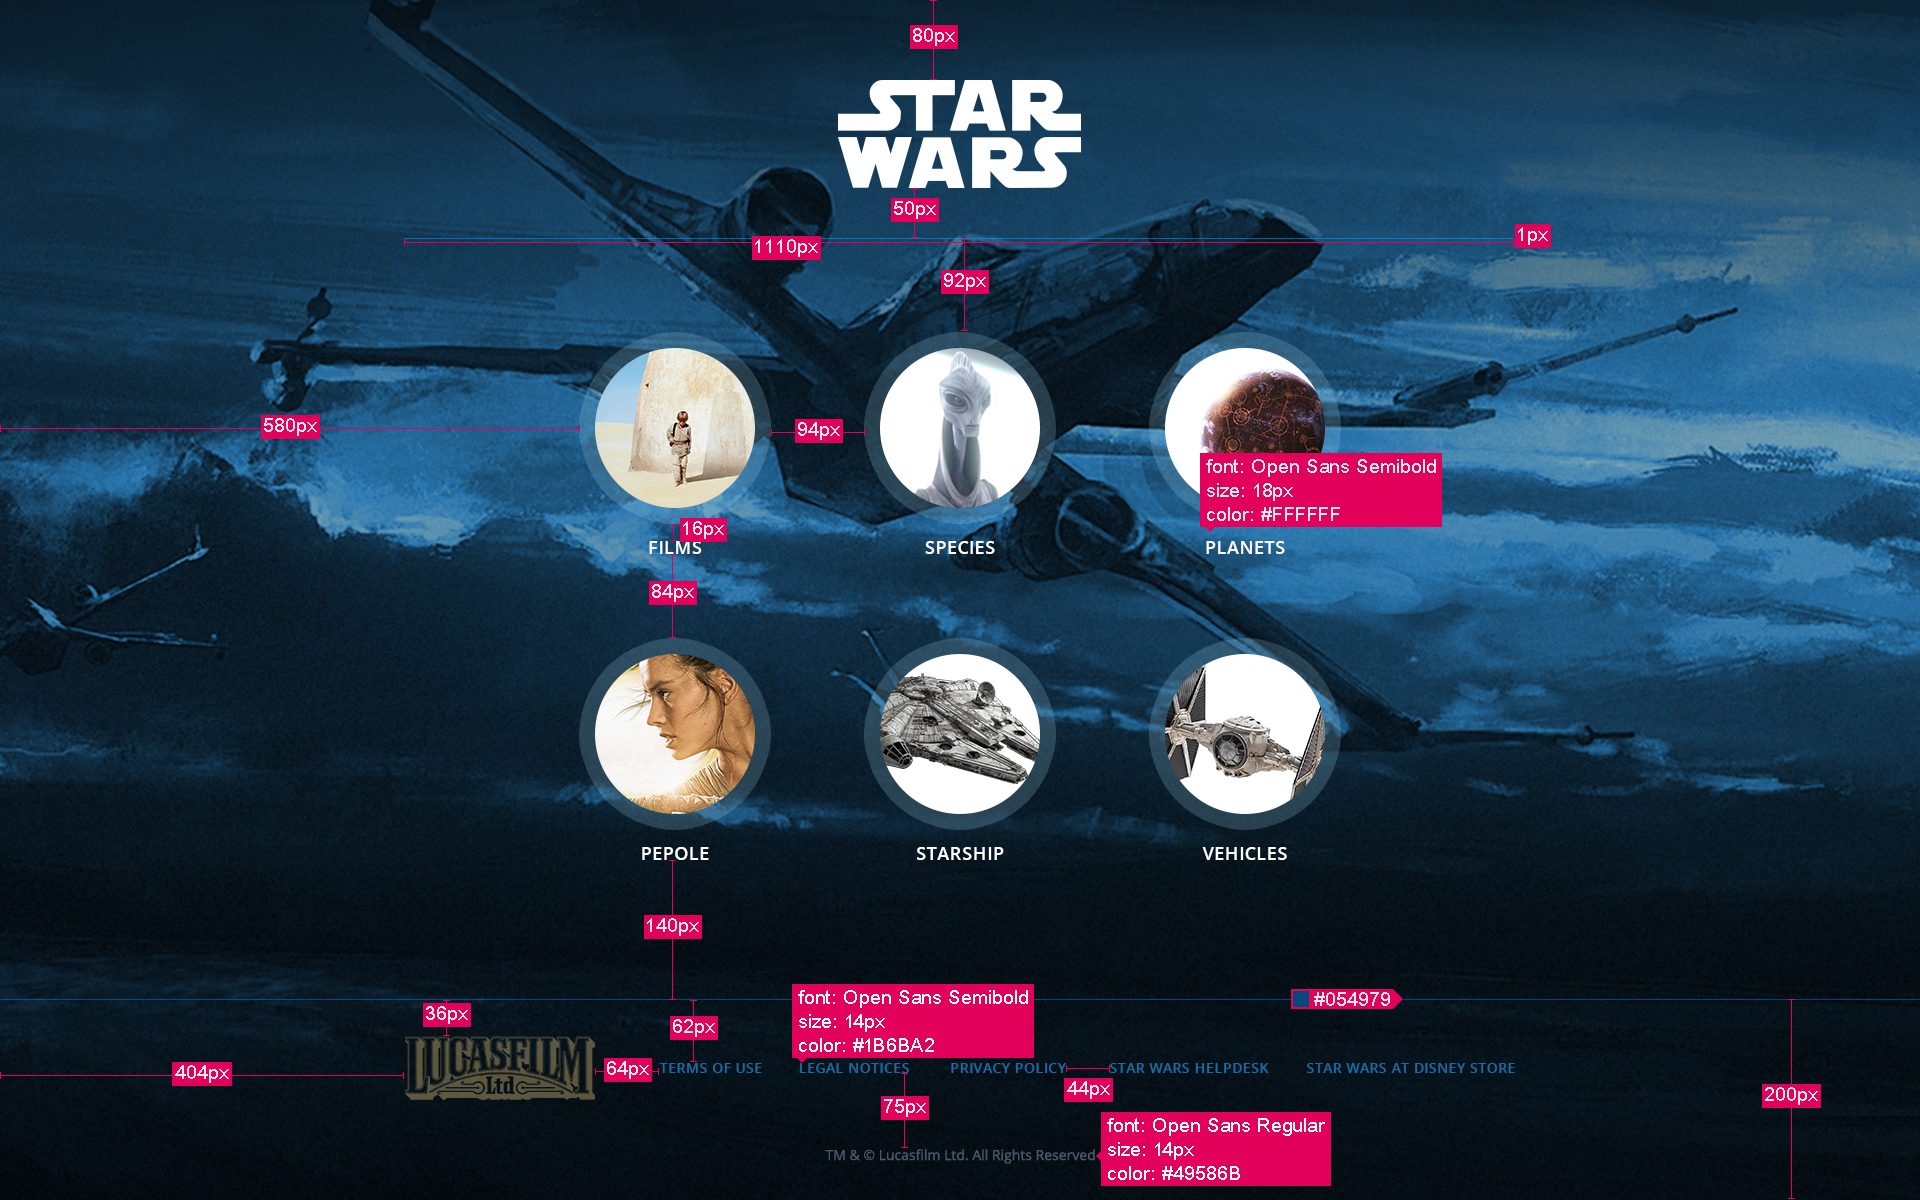 80px
STAR
WARS
50px
1110px
1px
92px
580px
94px
font: Open Sans Semibold
size: 18px
color: #FFFFFF
16px
FILMS
SPECIES
PLANETS
84px
PEPOLE
STARSHIP
VEHICLES
140px
36px
62px
font: Open Sans Semibold
size: 14px
color: #1B6BA2
#054979
404px
LUCASFILM
Ltd
64px
TERMS OF USE
LEGAL NOTICES
PRIVACY POLICY
STAR WARS HELPDESK
STAR WARS AT DISNEY STORE
44px
75px
200px
TM & © Lucasfilm Ltd. All Rights Reserved
font: Open Sans Regular
size: 14px
color: #49586B